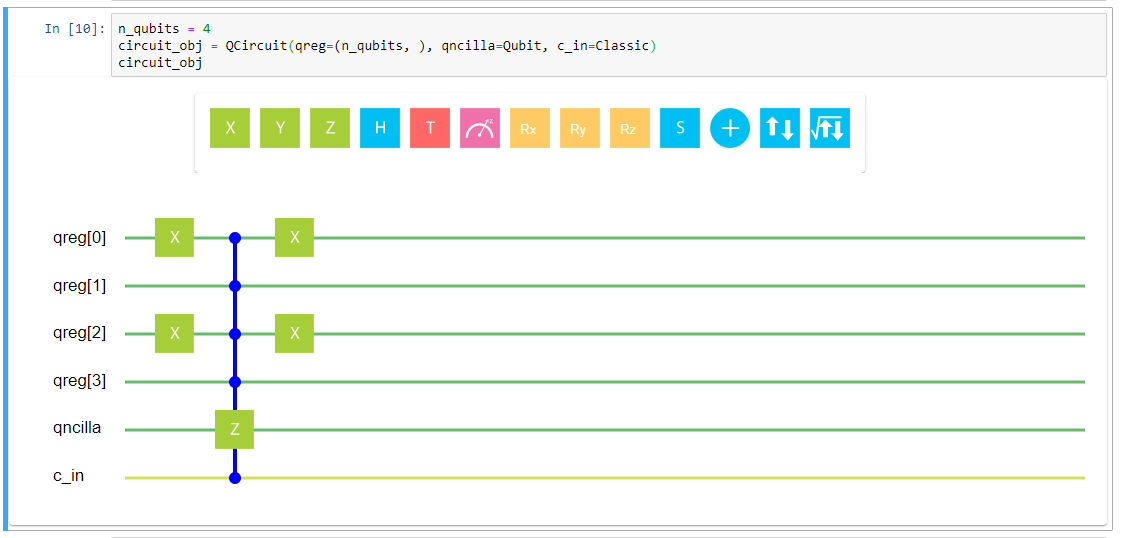 In [10]: n_qubits = 4
circuit_obj = QCircuit(qreg=(n_qubits, ), qncilla=Qubit, c_in=Classic)
circuit_obj
X Y Z H T z Rx Ry Rz S
qreg[0] X X
qreg[1]
qreg[2] X X
qreg[3]
qncilla Z
c_in